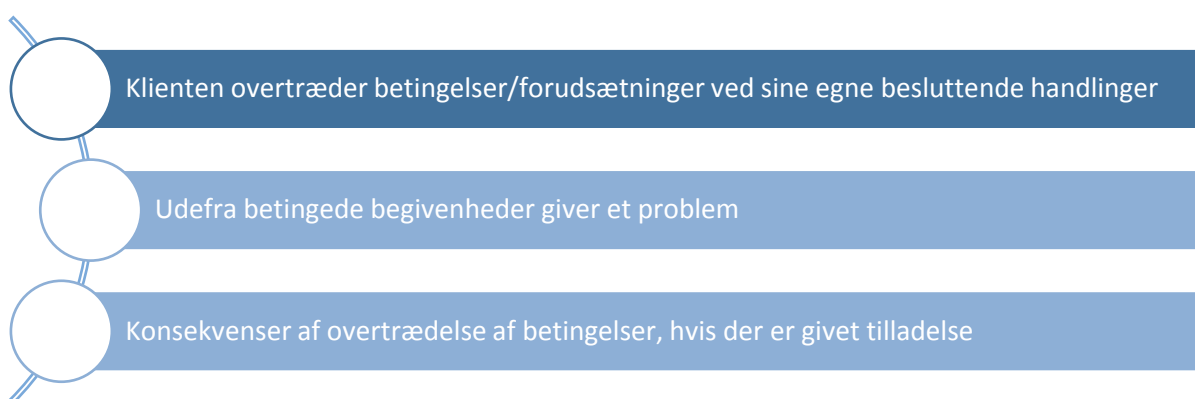 Klienten overtræder betingelser/forudsætninger ved sine egne besluttende handlinger
Udefra betingede begivenheder giver et problem
Konsekvenser af overtrædelse af betingelser, hvis der er givet tilladelse